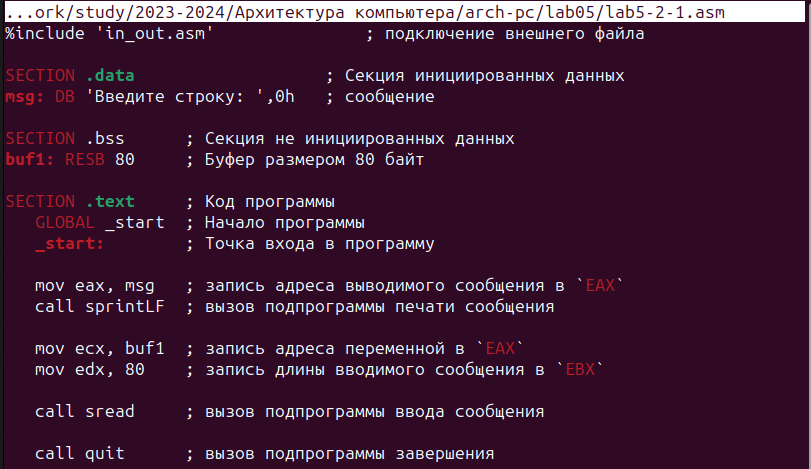 ...ork/study/2023-2024/Архитектура компьютера/arch-pc/lab05/lab5-2-1.asm
%include 'in_out.asm' ; подключение внешнего файла
SECTION .data ; Секция инициированных данных
msg: DB 'Введите строку: ',0h ; сообщение
SECTION .bss ; Секция не инициированных данных
buf1: RESB 80 ; Буфер размером 80 байт
SECTION .text ; Код программы
GLOBAL _start ; Начало программы
_start: ; Точка входа в программу
mov eax, msg ; запись адреса выводимого сообщения в `EAX`
call sprintLF ; вызов подпрограммы печати сообщения
mov ecx, buf1 ; запись адреса переменной в `EAX`
mov edx, 80 ; запись длины вводимого сообщения в `EBX`
call sread ; вызов подпрограммы ввода сообщения
call quit ; вызов подпрограммы завершения